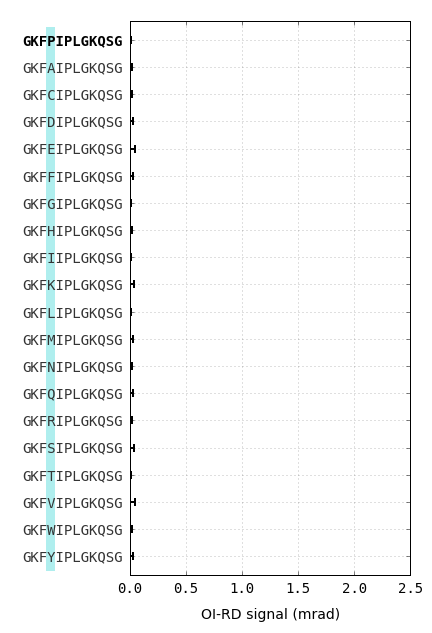 GKFPIPLGKQSG
GKFAIPLGKQSG
GKFCIPLGKQSG
GKFDIPLGKQSG
GKFEIPLGKQSG
GKFFIPLGKQSG
GKFGIPLGKQSG
GKFHIPLGKQSG
GKFIIPLGKQSG
GKFKIPLGKQSG
GKFLIPLGKQSG
GKFMIPLGKQSG
GKFNIPLGKQSG
GKFQIPLGKQSG
GKFRIPLGKQSG
GKFSIPLGKQSG
GKFTIPLGKQSG
GKFVIPLGKQSG
GKFWIPLGKQSG
GKFYIPLGKQSG
0.0 0.5 1.0 1.5 2.0 2.5
OI-RD signal (mrad)